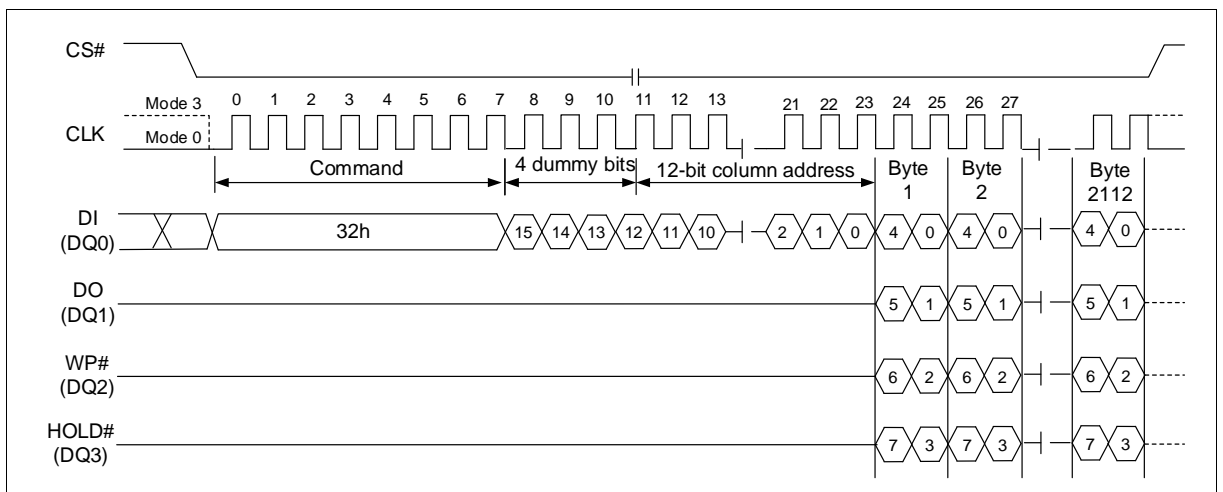 CS#
Mode 3 0 1 2 3 4 5 6 7 8 9 10 11 12 13 21 22 23 24 25 26 27
CLK
Mode 0
Command 4 dummy bits 12-bit column address Byte 1 Byte 2 Byte 2112
DI (DQ0) 32h 15 14 13 12 11 10 2 1 0 4 0 4 0 4 0
DO (DQ1) 5 1 5 1 5 1
WP# (DQ2) 6 2 6 2 6 2
HOLD# (DQ3) 7 3 7 3 7 3